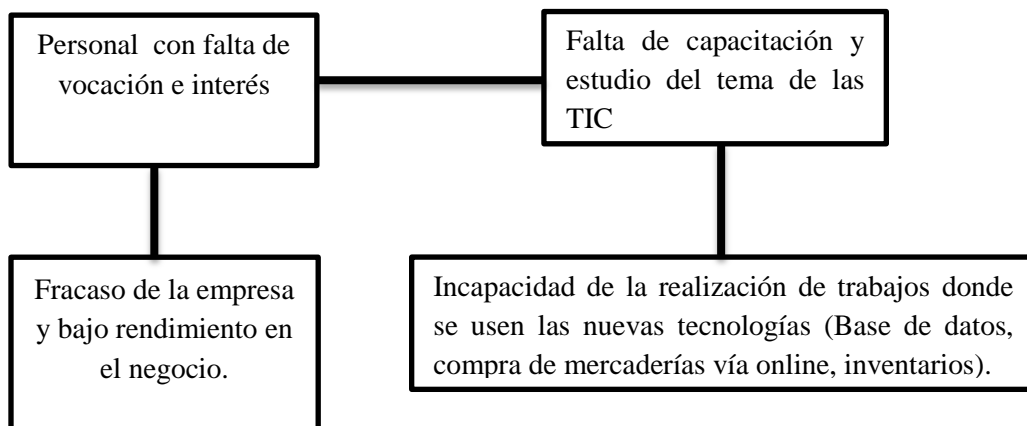 Personal con falta de
vocación e interés
Falta de capacitación y
estudio del tema de las
TIC
Fracaso de la empresa
y bajo rendimiento en
el negocio.
Incapacidad de la realización de trabajos donde
se usen las nuevas tecnologías (Base de datos,
compra de mercaderías vía online, inventarios).